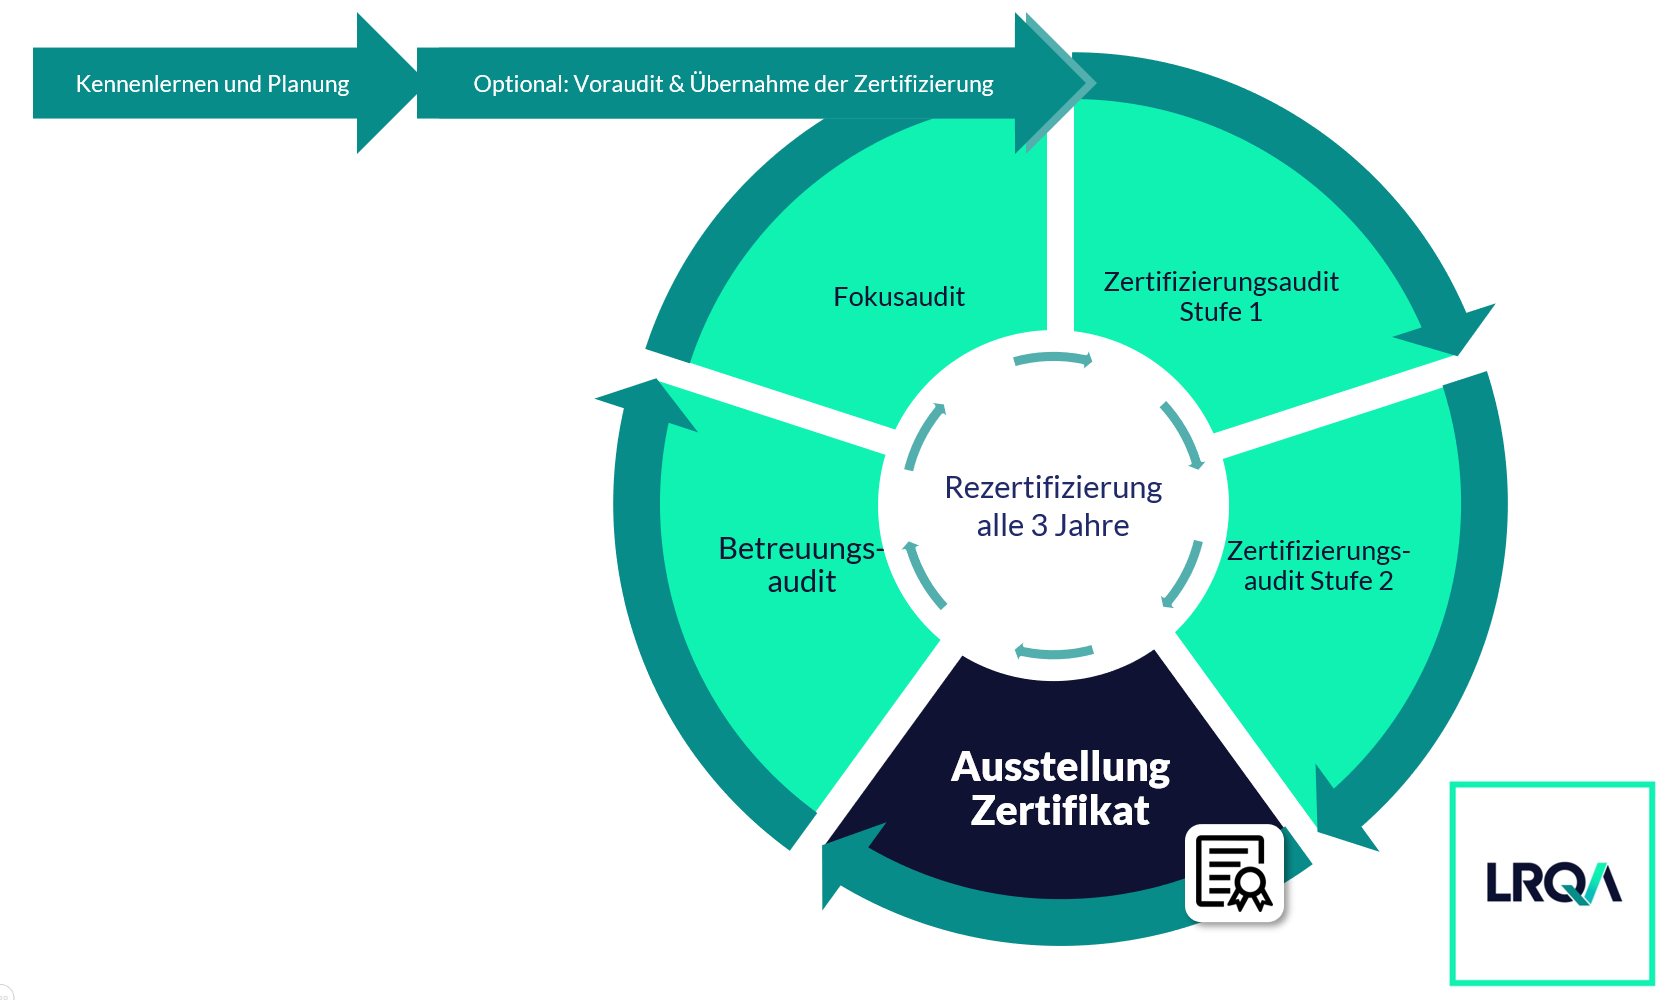 Kennenlernen und Planung
Optional: Voraudit & Übernahme der Zertifizierung
Fokusaudit
Zertifizierungsaudit
Stufe 1
Rezertifizierung
alle 3 Jahre
Betreuungs-
audit
Zertifizierungs-
audit Stufe 2
Ausstellung
Zertifikat
LRQA